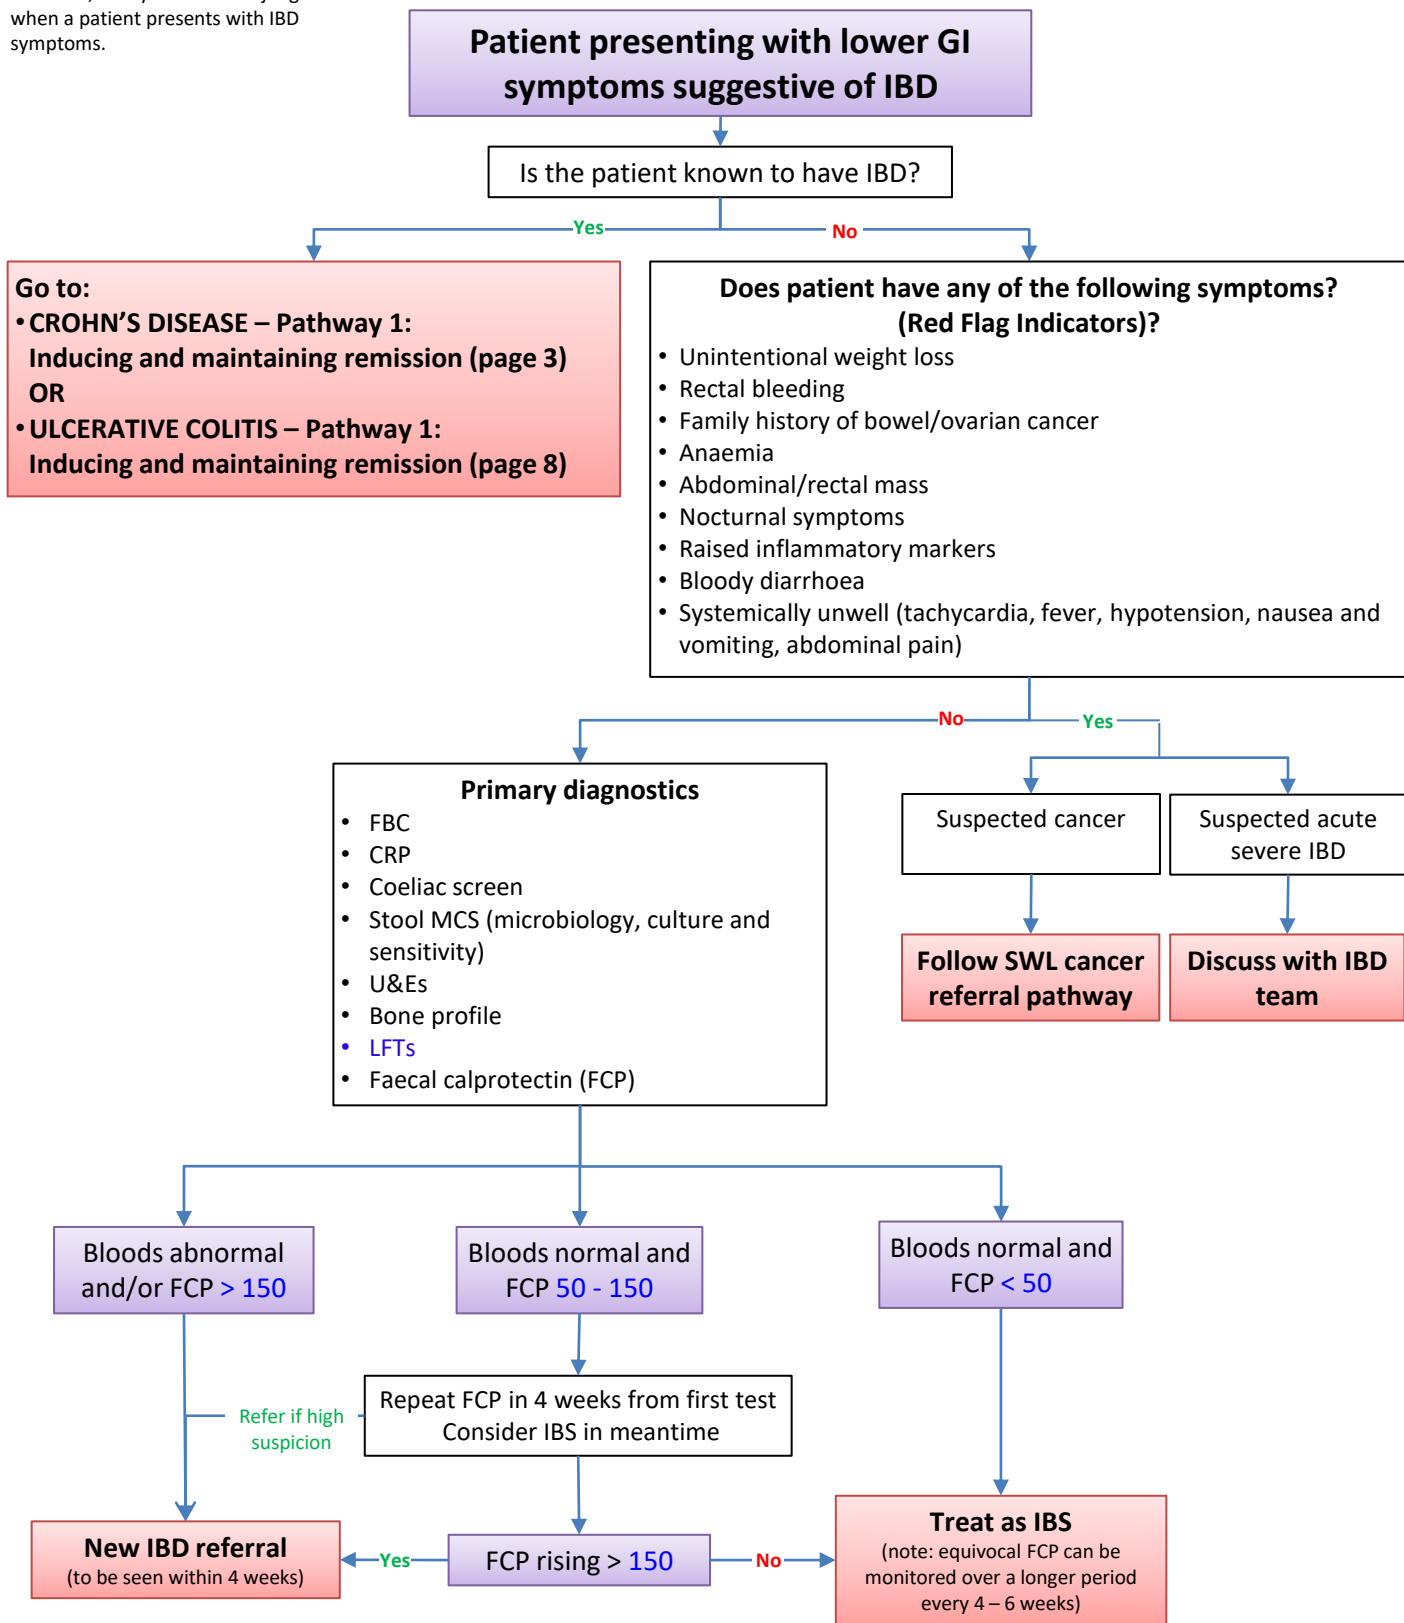 when a patient presents with IBD
symptoms.
Patient presenting with lower GI
symptoms suggestive of IBD
Is the patient known to have IBD?
Yes
No
Go to:
• CROHN'S DISEASE – Pathway 1:
Inducing and maintaining remission (page 3)
OR
• ULCERATIVE COLITIS – Pathway 1:
Inducing and maintaining remission (page 8)
Does patient have any of the following symptoms?
(Red Flag Indicators)?
• Unintentional weight loss
• Rectal bleeding
• Family history of bowel/ovarian cancer
• Anaemia
• Abdominal/rectal mass
• Nocturnal symptoms
• Raised inflammatory markers
• Bloody diarrhoea
• Systemically unwell (tachycardia, fever, hypotension, nausea and
vomiting, abdominal pain)
No
Yes
Primary diagnostics
• FBC
• CRP
• Coeliac screen
• Stool MCS (microbiology, culture and
sensitivity)
• U&Es
• Bone profile
• LFTs
• Faecal calprotectin (FCP)
Suspected cancer
Suspected acute
severe IBD
Follow SWL cancer
referral pathway
Discuss with IBD
team
Bloods abnormal
and/or FCP > 150
Bloods normal and
FCP 50 - 150
Bloods normal and
FCP < 50
Repeat FCP in 4 weeks from first test
Consider IBS in meantime
Refer if high
suspicion
New IBD referral
(to be seen within 4 weeks)
Yes
FCP rising > 150
No
Treat as IBS
(note: equivocal FCP can be
monitored over a longer period
every 4 – 6 weeks)